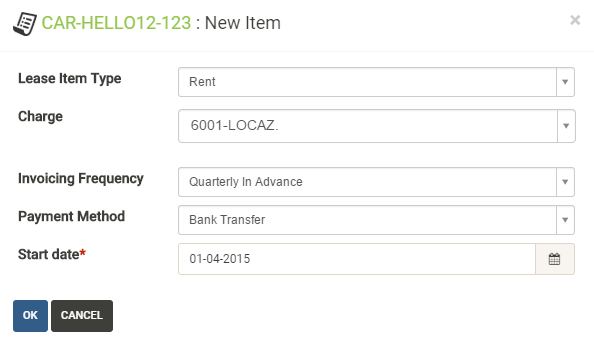 CAR-HELLO12-123 : New Item
×
Lease Item Type
Rent
Charge
6001-LOCAZ.
Invoicing Frequency
Quarterly In Advance
Payment Method
Bank Transfer
Start date*
01-04-2015
OK
CANCEL